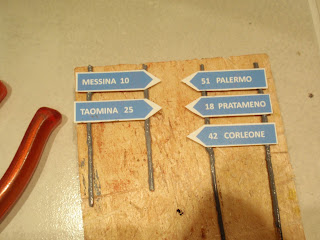 MESSINA 10
TAOMINA 25
51 PALERMO
18 PRATAMENO
42 CORLEONE